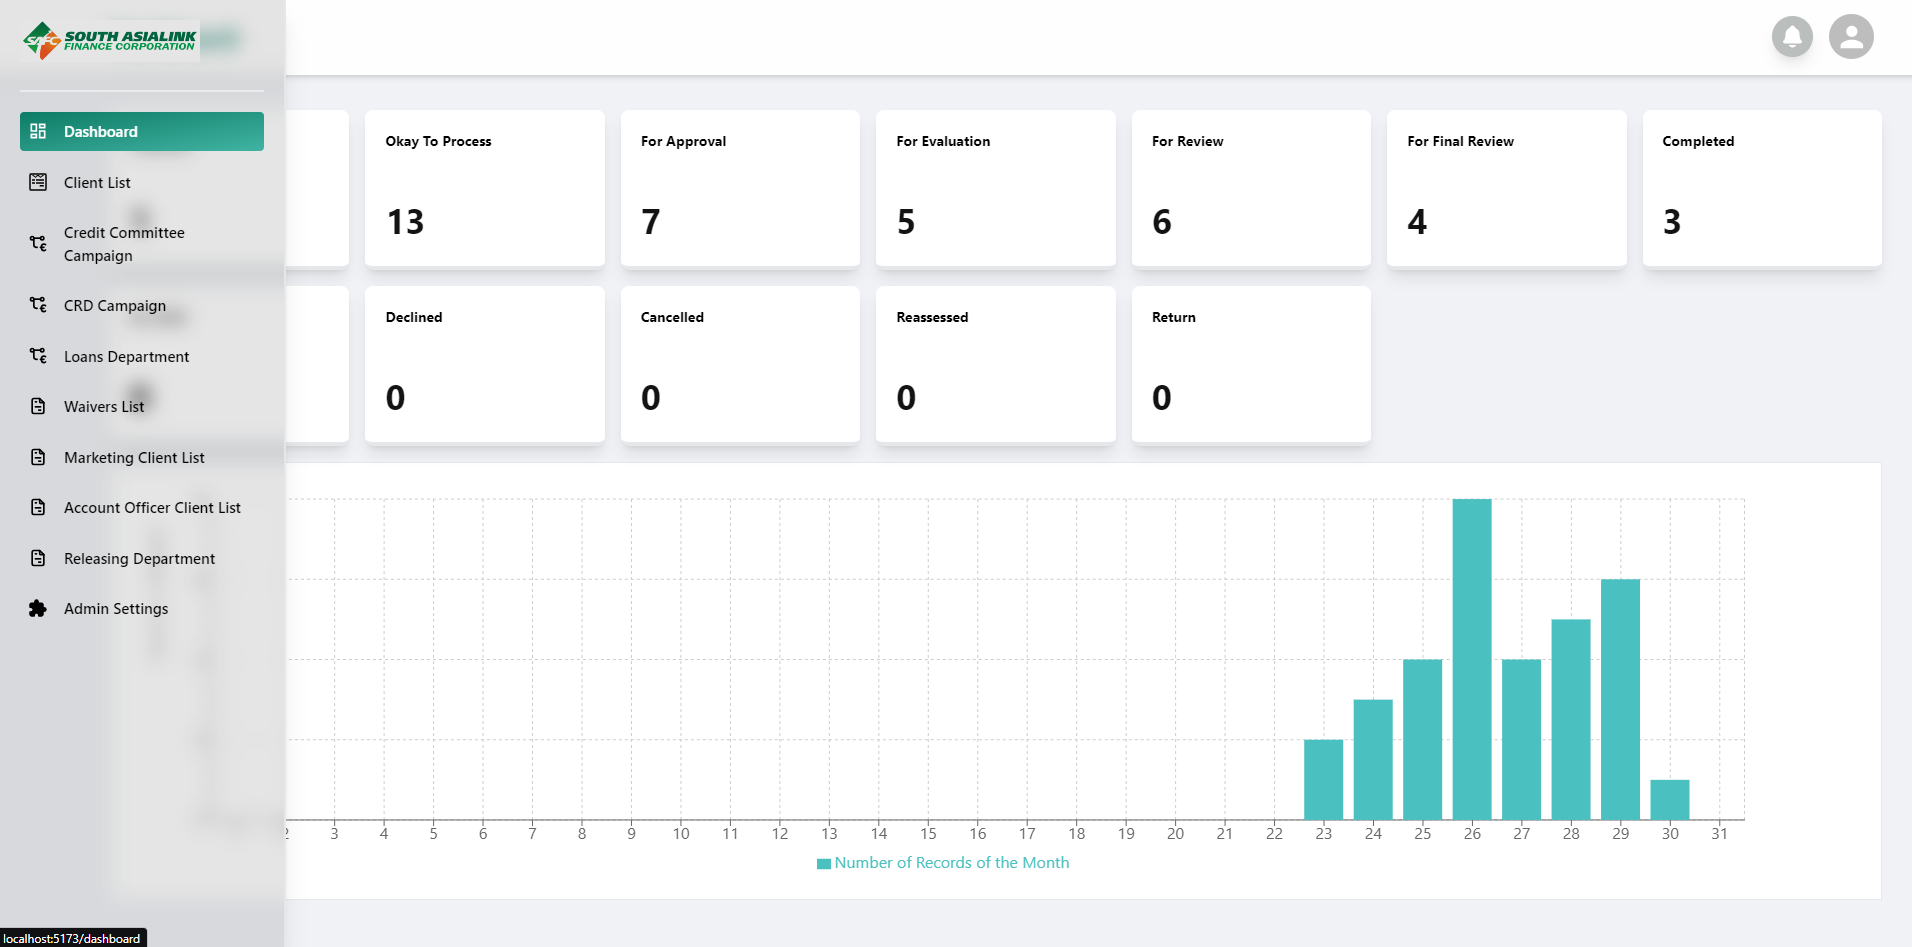 SAFC
SOUTH ASIALINK
FINANCE CORPORATION
Dashboard
Client List
Credit Committee
Campaign
CRD Campaign
Loans Department
Waivers List
Marketing Client List
Account Officer Client List
Releasing Department
Admin Settings
Okay To Process
13
For Approval
7
For Evaluation
5
For Review
6
For Final Review
4
Completed
3
Declined
0
Cancelled
0
Reassessed
0
Return
0
2 3 4 5 6 7 8 9 10 11 12 13 14 15 16 17 18 19 20 21 22 23 24 25 26 27 28 29 30 31
Number of Records of the Month
localhost:5173/dashboard